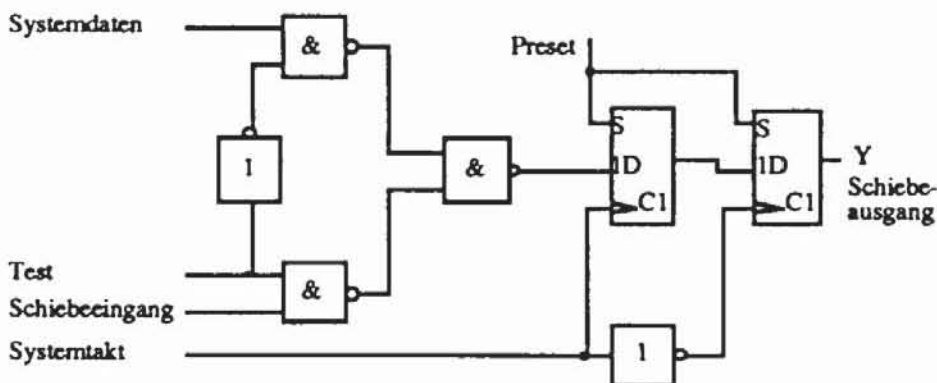 Systemdaten
&
Preset
S
S
1
&
1D
1D
Y
C1
C1
Schiebe-
ausgang
Test
&
Schiebeeingang
Systemtakt
1